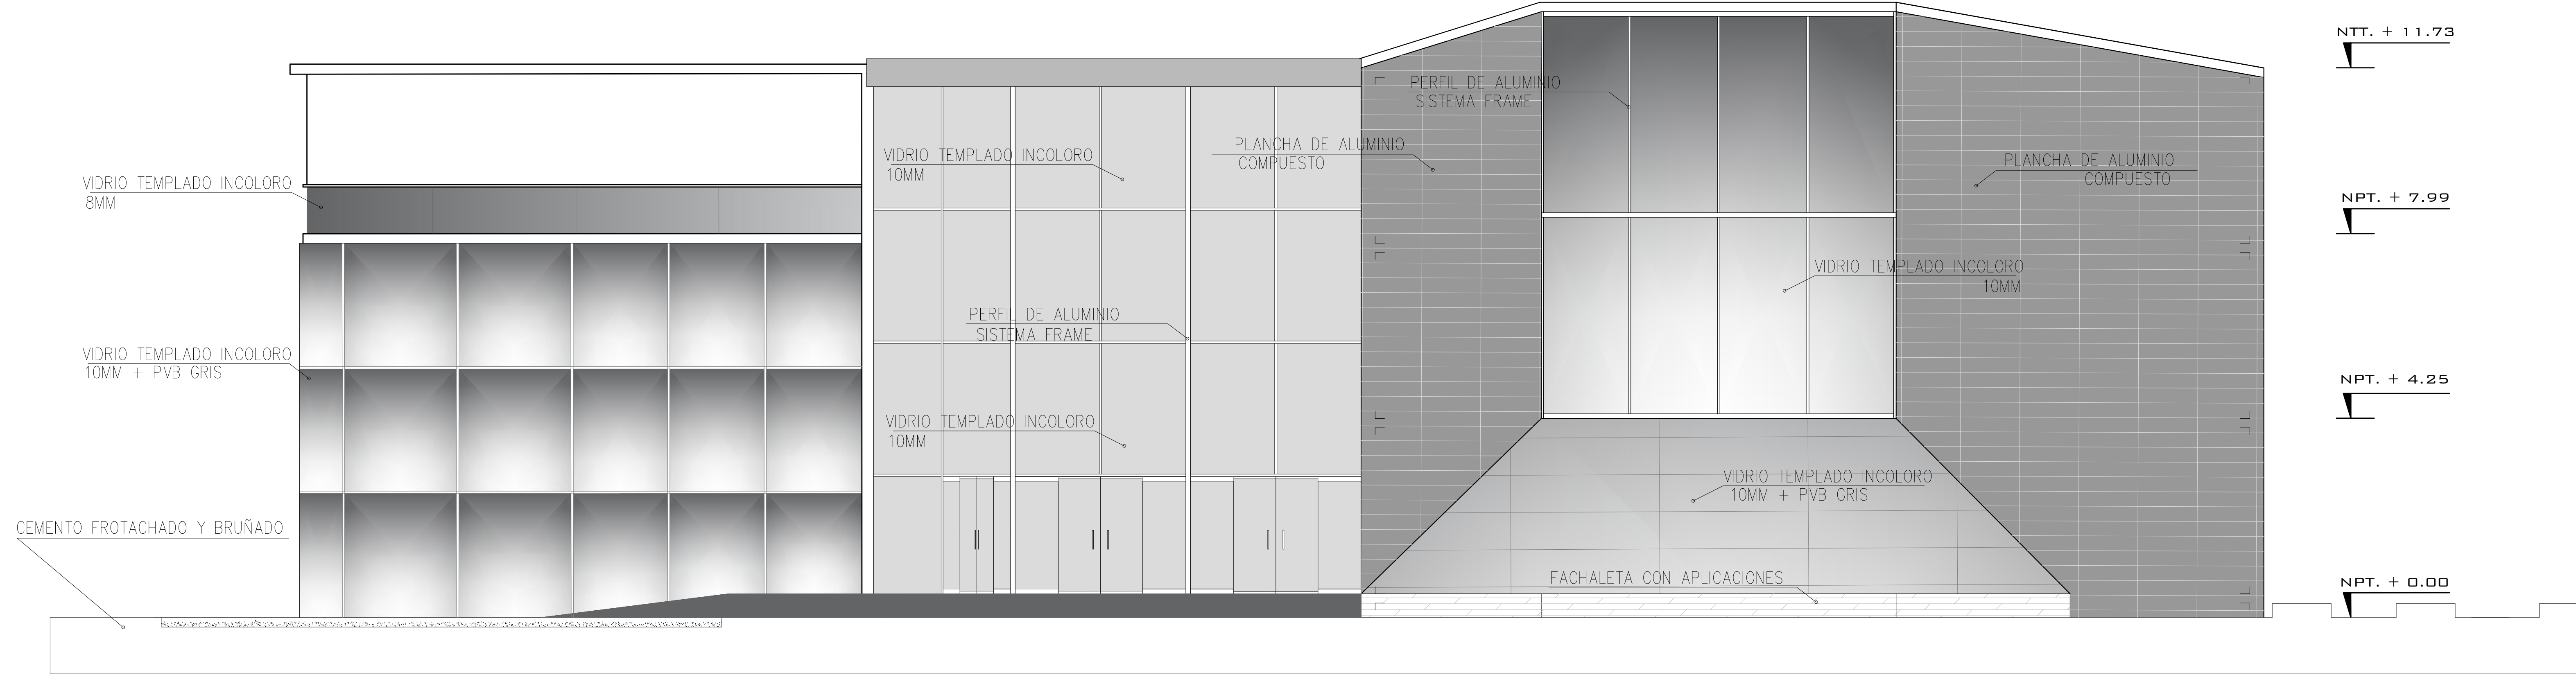 NTT. + 11.73
PERFIL DE ALUMINIO
SISTEMA FRAME
PLANCHA DE ALUMINIO
COMPUESTO
VIDRIO TEMPLADO INCOLORO
10MM
PLANCHA DE ALUMINIO
COMPUESTO
VIDRIO TEMPLADO INCOLORO
8MM
NPT. + 7.99
VIDRIO TEMPLADO INCOLORO
10MM
PERFIL DE ALUMINIO
SISTEMA FRAME
VIDRIO TEMPLADO INCOLORO
10MM + PVB GRIS
NPT. + 4.25
VIDRIO TEMPLADO INCOLORO
10MM
VIDRIO TEMPLADO INCOLORO
10MM + PVB GRIS
CEMENTO FROTACHADO Y BRUÑADO
FACHALETA CON APLICACIONES
NPT. + 0.00